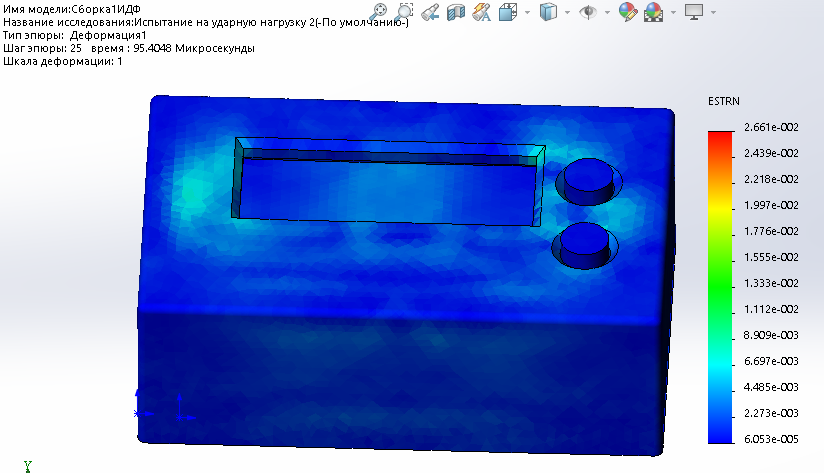 Имя модели:Сборка1ИДФ
Название исследования:Испытание на ударную нагрузку 2(-По умолчанию-)
Тип эпюры: Деформация1
Шаг эпюры: 25 время : 95.4048 Микросекунды
Шкала деформации: 1
ESTRN
2.661e-002
2.439e-002
2.218e-002
1.997e-002
1.776e-002
1.555e-002
1.333e-002
1.112e-002
8.909e-003
6.697e-003
4.485e-003
2.273e-003
6.053e-005
Y